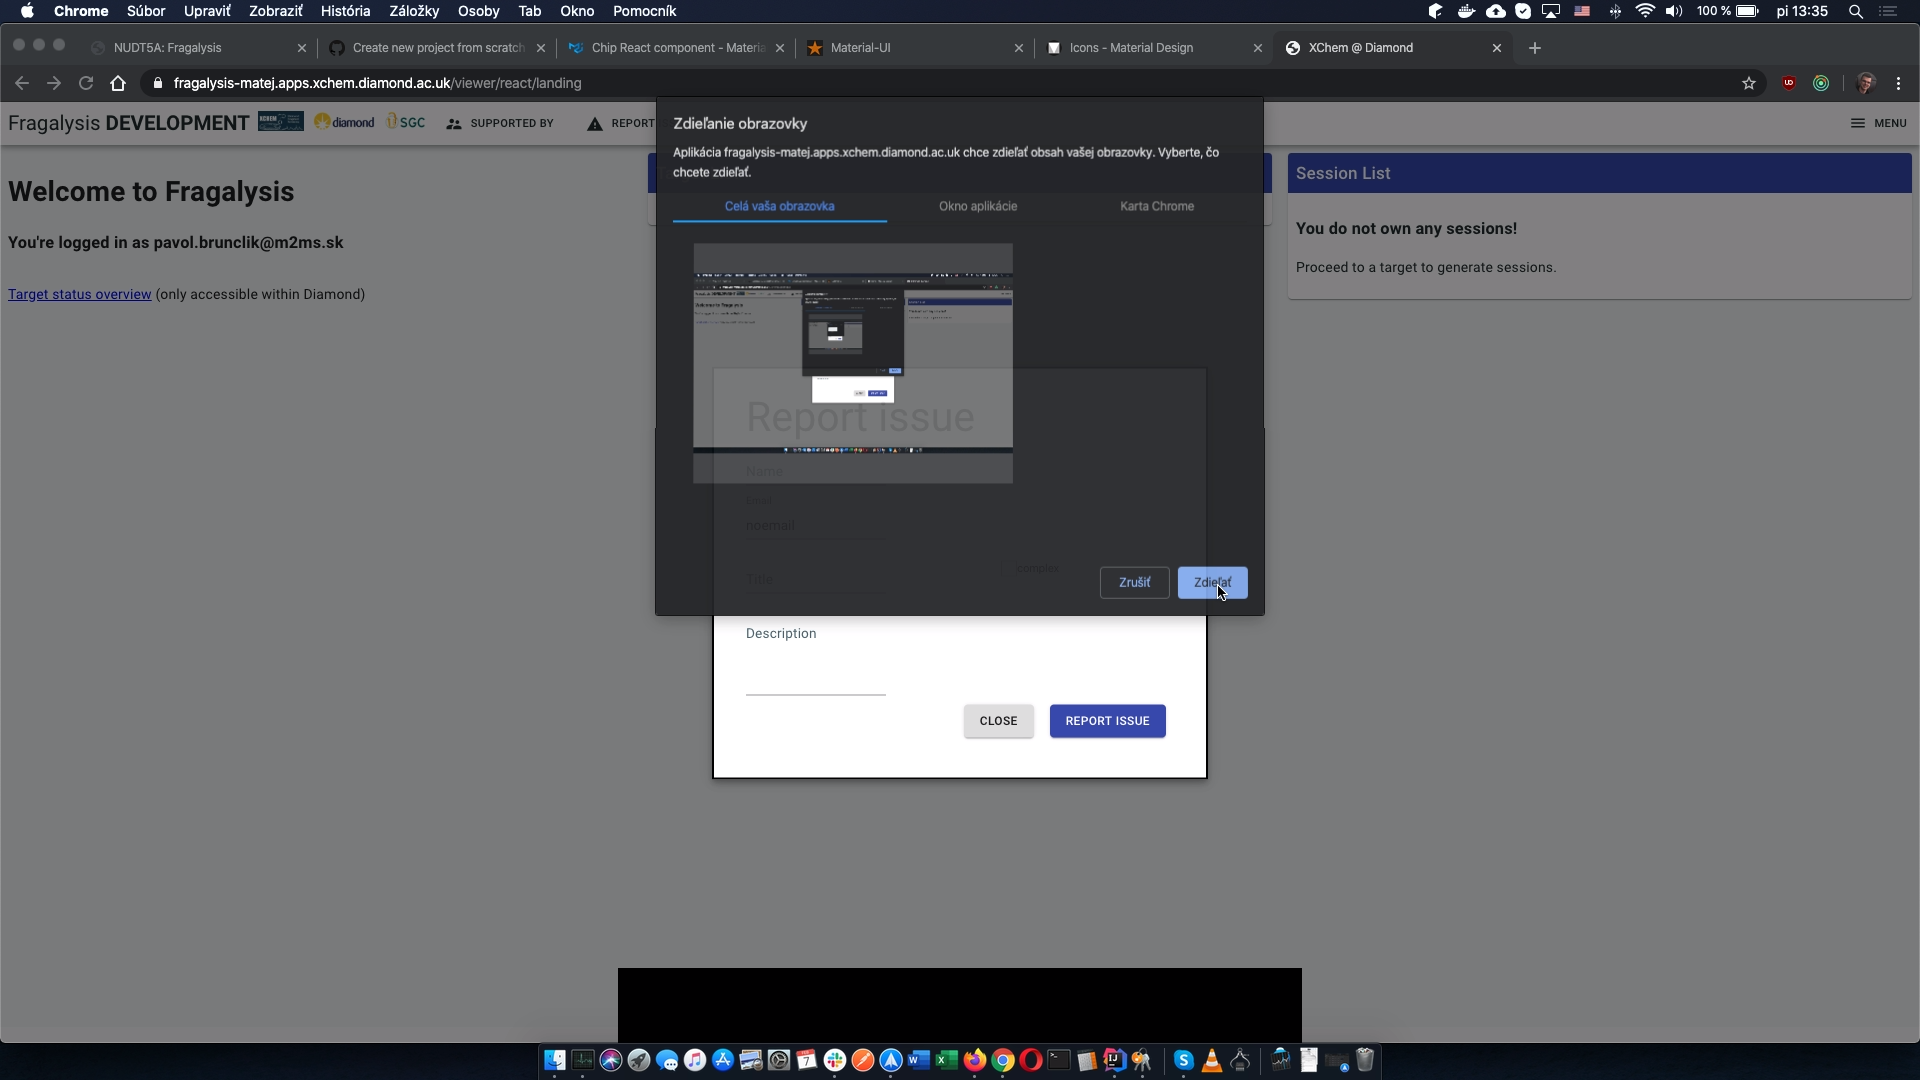 Chrome Súbor Upraviť Zobraziť História Záložky Osoby Tab Okno Pomocník 100 % pi 13:35
NUDT5A: Fragalysis Create new project from scratch Chip React component - Materia Material-UI Icons - Material Design XChem @ Diamond
fragalysis-matej.apps.xchem.diamond.ac.uk/viewer/react/landing
Fragalysis DEVELOPMENT XCHEM diamond SGC SUPPORTED BY REPORT MENU
Zdieľanie obrazovky
Aplikácia fragalysis-matej.apps.xchem.diamond.ac.uk chce zdieľať obsah vašej obrazovky. Vyberte, čo
chcete zdieľať.
Celá vaša obrazovka Okno aplikácie Karta Chrome
Welcome to Fragalysis
You're logged in as pavol.brunclik@m2ms.sk
Target status overview (only accessible within Diamond)
Session List
You do not own any sessions!
Proceed to a target to generate sessions.
Report issue
Name
Email
noemail
Title
Zrušiť Zdieľať
Description
CLOSE REPORT ISSUE